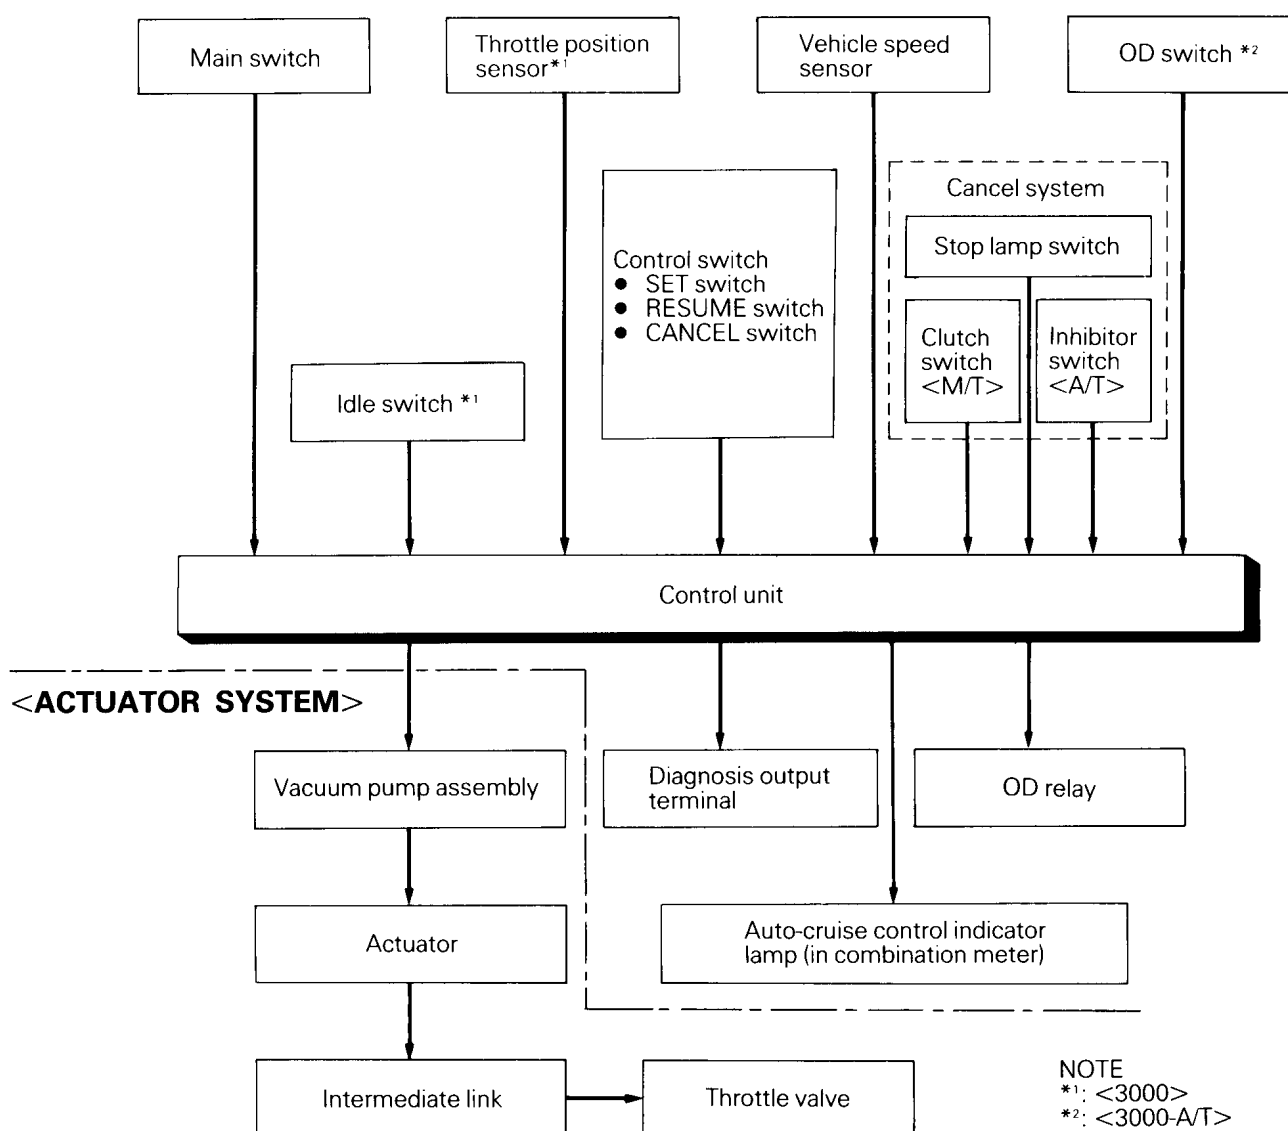 Main switch
Throttle position
sensor*1
Vehicle speed
sensor
OD switch *2
Cancel system
Stop lamp switch
Control switch
● SET switch
● RESUME switch
● CANCEL switch
Clutch
switch
<M/T>
Inhibitor
switch
<A/T>
Idle switch *1
Control unit
<ACTUATOR SYSTEM>
Vacuum pump assembly
Diagnosis output
terminal
OD relay
Actuator
Auto-cruise control indicator
lamp (in combination meter)
Intermediate link
Throttle valve
NOTE
*1: <3000>
*2: <3000-A/T>